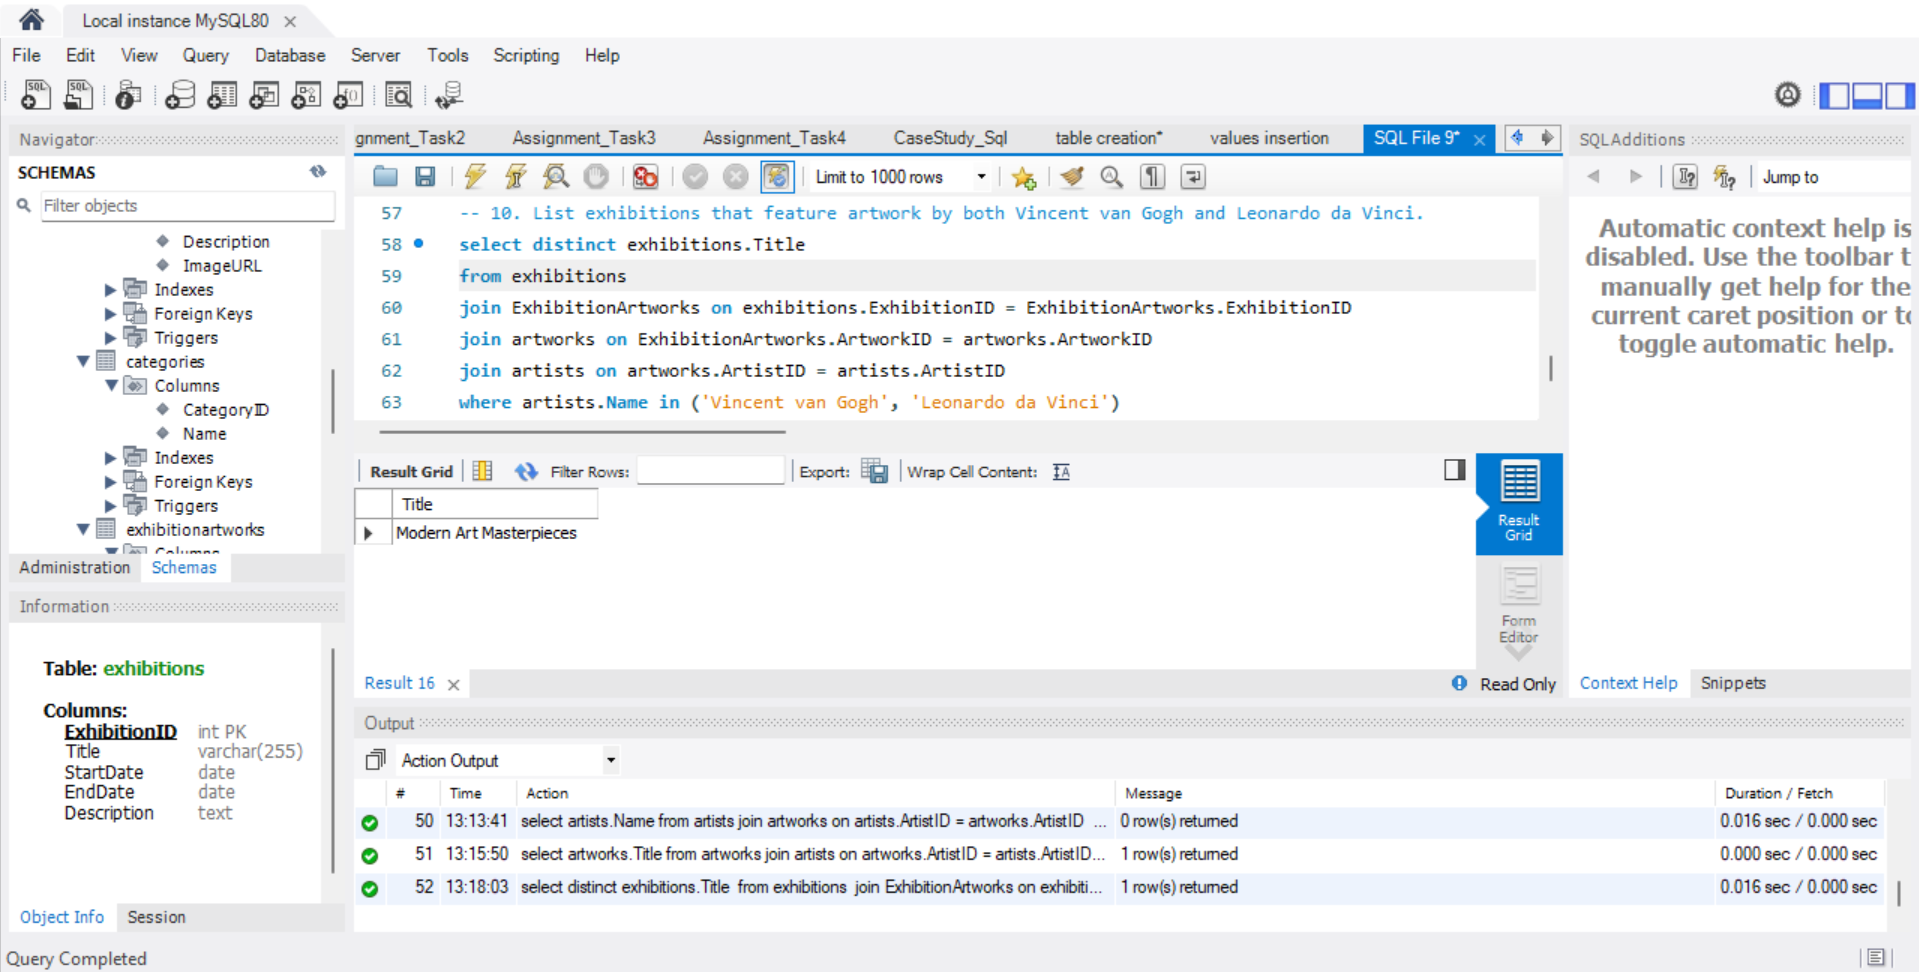 Local instance MySQL80 ×
File Edit View Query Database Server Tools Scripting Help
Navigator
SCHEMAS
Filter objects
Description
ImageURL
Indexes
Foreign Keys
Triggers
categories
Columns
CategoryID
Name
Indexes
Foreign Keys
Triggers
exhibitionartworks
Columns
Administration Schemas
Information
Table: exhibitions
Columns:
ExhibitionID int PK
Title varchar(255)
StartDate date
EndDate date
Description text
Object Info Session
gnment_Task2 Assignment_Task3 Assignment_Task4 CaseStudy_Sql table creation* values insertion SQL File 9* ×
Limit to 1000 rows
57 -- 10. List exhibitions that feature artwork by both Vincent van Gogh and Leonardo da Vinci.
58 select distinct exhibitions.Title
59 from exhibitions
60 join ExhibitionArtworks on exhibitions.ExhibitionID = ExhibitionArtworks.ExhibitionID
61 join artworks on ExhibitionArtworks.ArtworkID = artworks.ArtworkID
62 join artists on artworks.ArtistID = artists.ArtistID
63 where artists.Name in ('Vincent van Gogh', 'Leonardo da Vinci')
Result Grid Filter Rows: Export: Wrap Cell Content:
Title
Modern Art Masterpieces
Result Grid
Form Editor
Result 16 ×
Read Only
SQLAdditions
Jump to
Automatic context help is
disabled. Use the toolbar t
manually get help for the
current caret position or to
toggle automatic help.
Context Help Snippets
Output
Action Output
# Time Action Message Duration / Fetch
50 13:13:41 select artists.Name from artists join artworks on artists.ArtistID = artworks.ArtistID ... 0 row(s) returned 0.016 sec / 0.000 sec
51 13:15:50 select artworks.Title from artworks join artists on artworks.ArtistID = artists.ArtistID... 1 row(s) returned 0.000 sec / 0.000 sec
52 13:18:03 select distinct exhibitions.Title from exhibitions join ExhibitionArtworks on exhibiti... 1 row(s) returned 0.016 sec / 0.000 sec
Query Completed